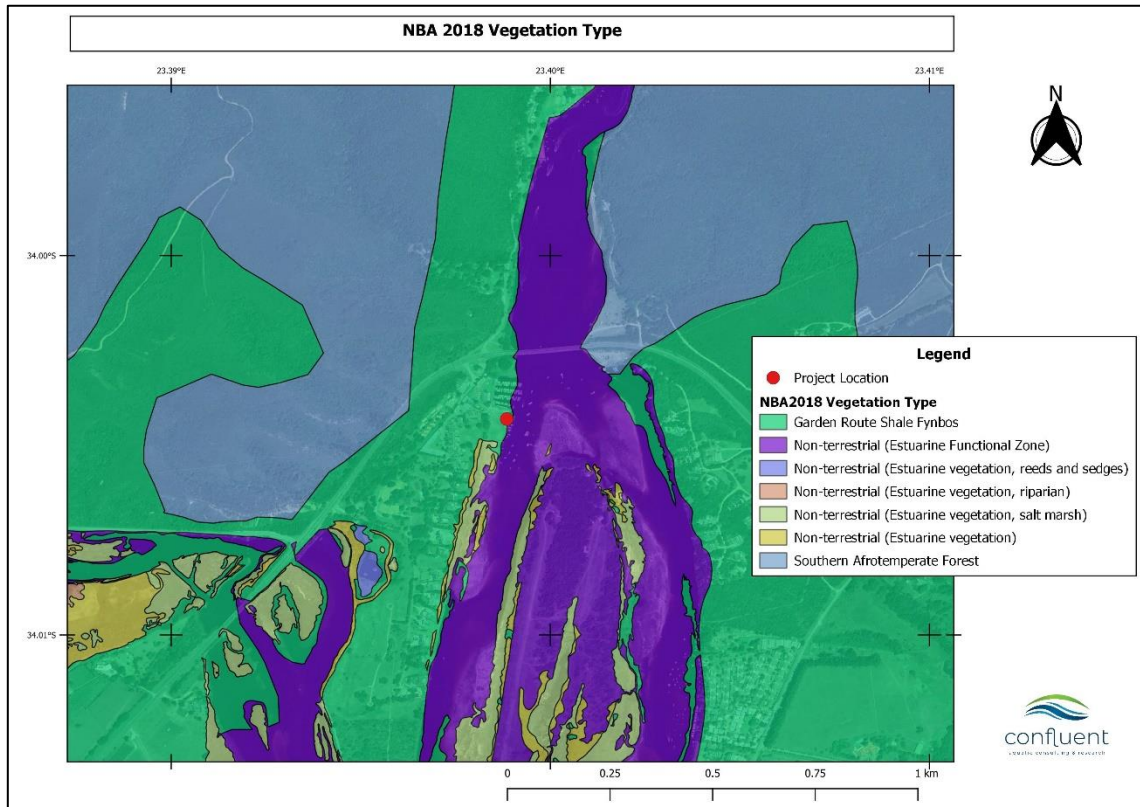 NBA 2018 Vegetation Type
23.39°E
23.40°E
23.41°E
N
34.00°S
34.01°S
Legend
Project Location
NBA2018 Vegetation Type
Garden Route Shale Fynbos
Non-terrestrial (Estuarine Functional Zone)
Non-terrestrial (Estuarine vegetation, reeds and sedges)
Non-terrestrial (Estuarine vegetation, riparian)
Non-terrestrial (Estuarine vegetation, salt marsh)
Non-terrestrial (Estuarine vegetation)
Southern Afrotemperate Forest
confluent
aquatic consulting & research
0
0.25
0.5
0.75
1 km